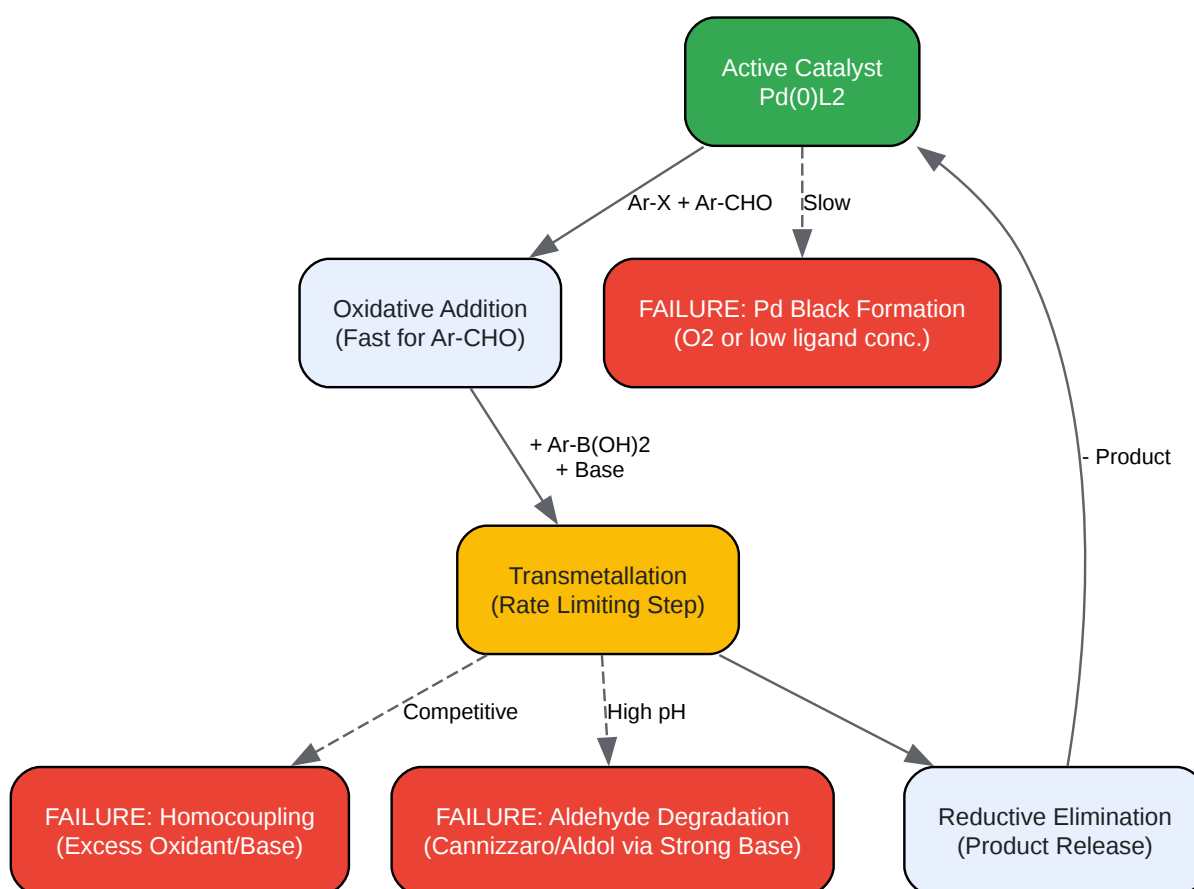 Active Catalyst
Pd(0)L2
Ar-X + Ar-CHO
Slow
Oxidative Addition
(Fast for Ar-CHO)
FAILURE: Pd Black Formation
(O2 or low ligand conc.)
+ Ar-B(OH)2
+ Base
- Product
Transmetallation
(Rate Limiting Step)
Competitive
High pH
FAILURE: Homocoupling
(Excess Oxidant/Base)
FAILURE: Aldehyde Degradation
(Cannizzaro/Aldol via Strong Base)
Reductive Elimination
(Product Release)